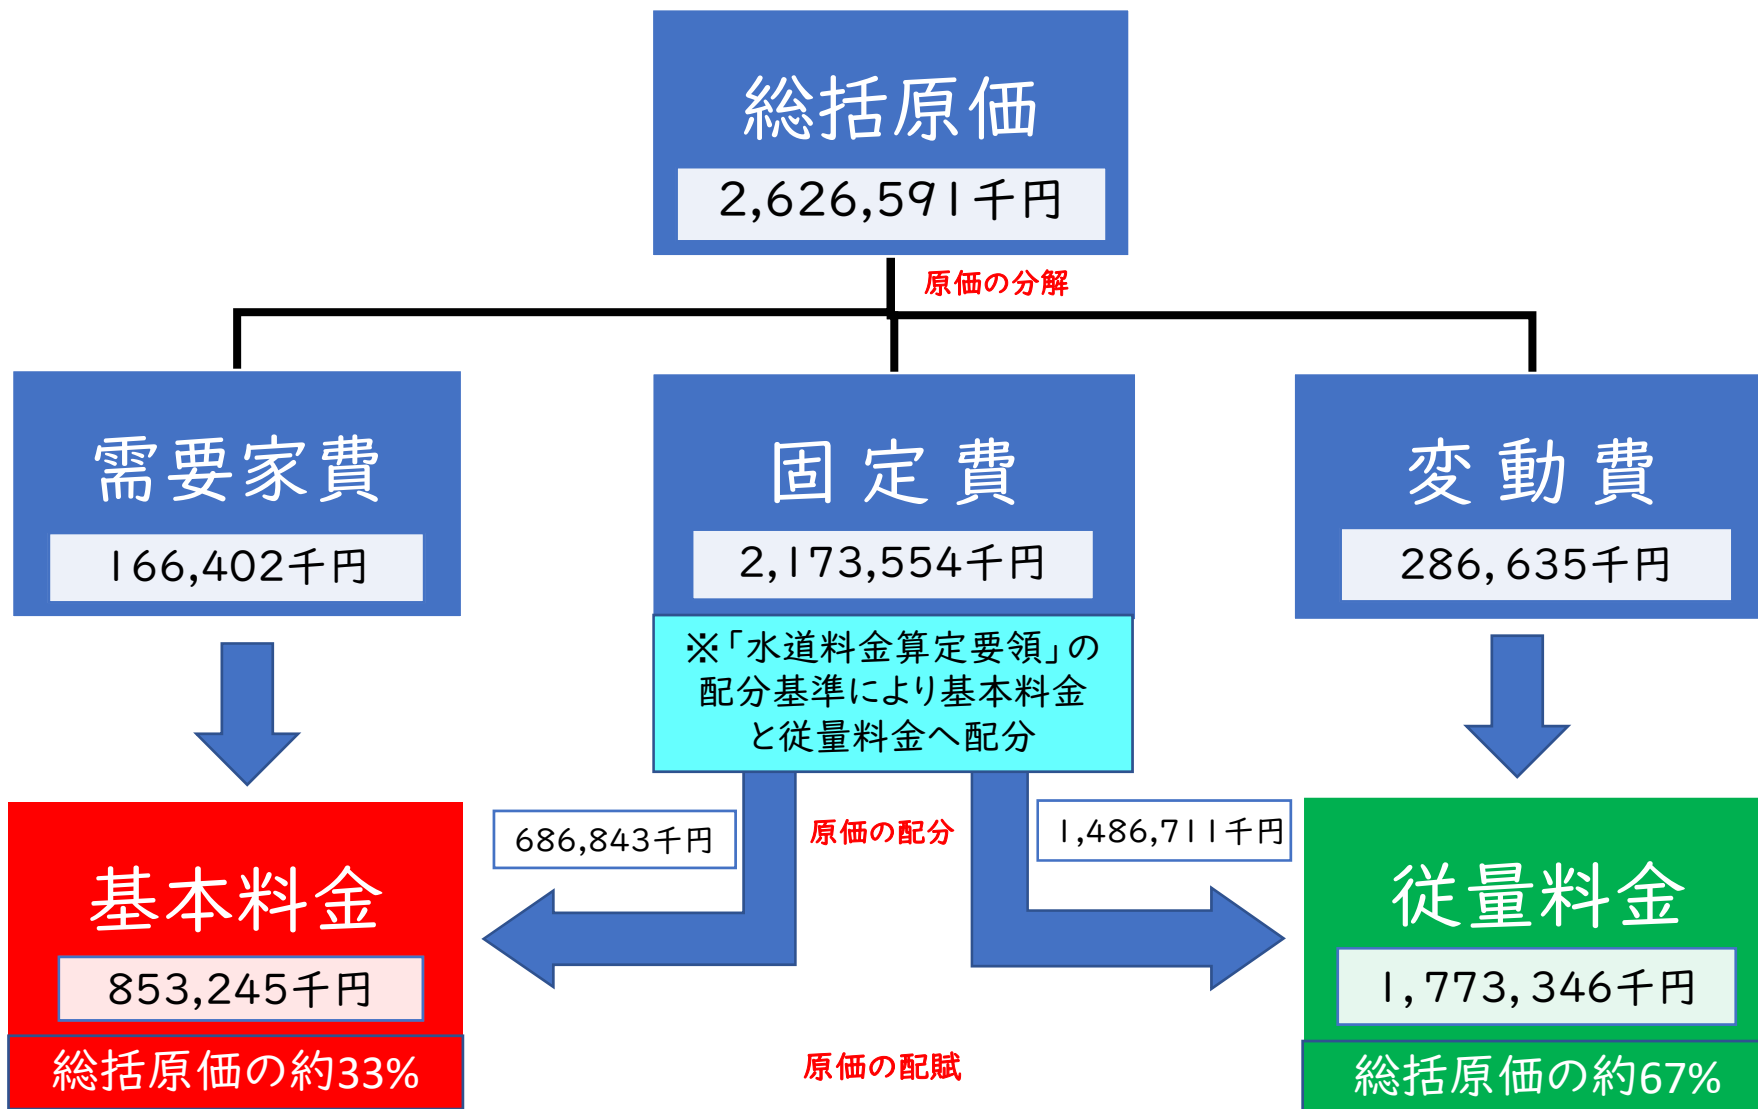 総括原価
2,626,591千円
原価の分解
需要家費
166,402千円
固定費
2,173,554千円
変動費
286,635千円
※「水道料金算定要領」の
配分基準により基本料金
と従量料金へ配分
686,843千円
原価の配分
1,486,711千円
基本料金
853,245千円
総括原価の約33%
従量料金
1,773,346千円
総括原価の約67%
原価の配賦